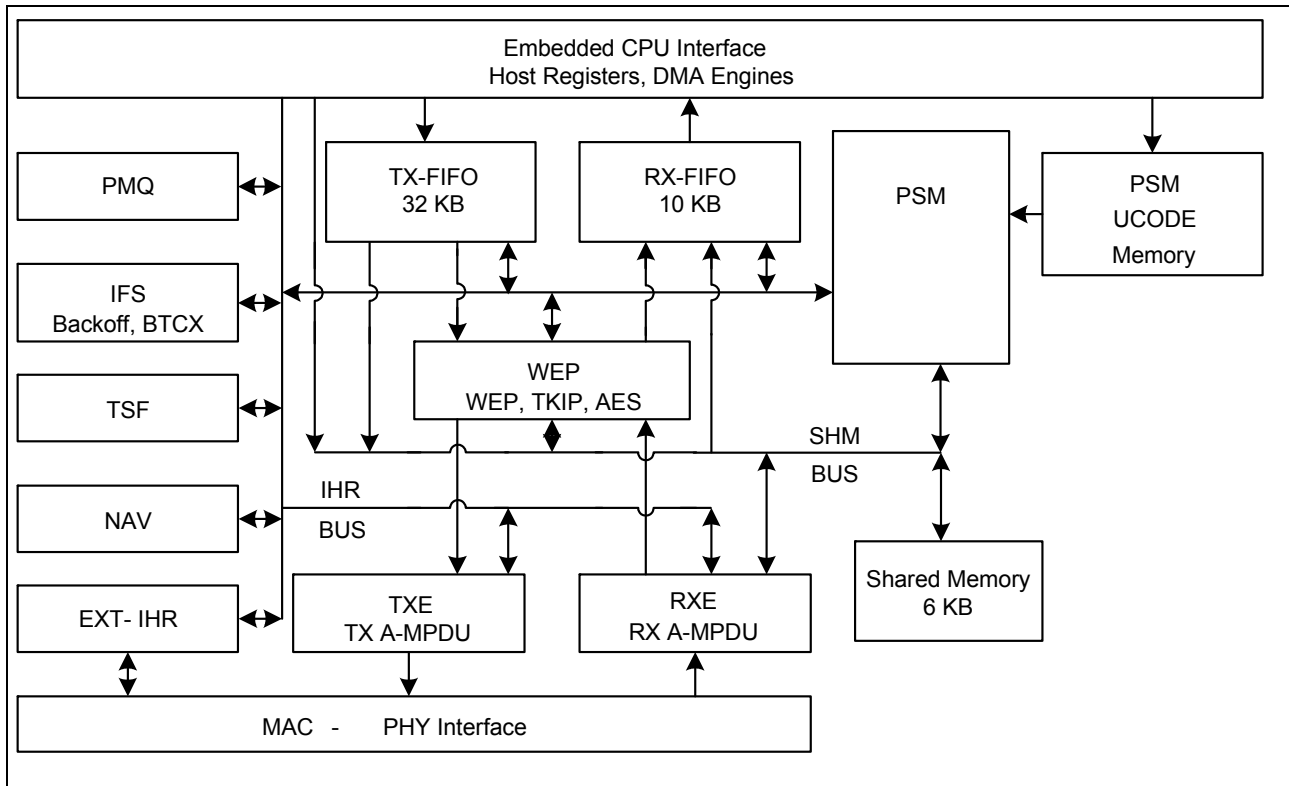 Embedded CPU Interface
Host Registers, DMA Engines
PMQ
TX-FIFO
32 KB
RX-FIFO
10 KB
PSM
PSM
UCODE
Memory
IFS
Backoff, BTCX
WEP
WEP, TKIP, AES
TSF
SHM
BUS
IHR
BUS
NAV
Shared Memory
6 KB
EXT- IHR
TXE
TX A-MPDU
RXE
RX A-MPDU
MAC - PHY Interface